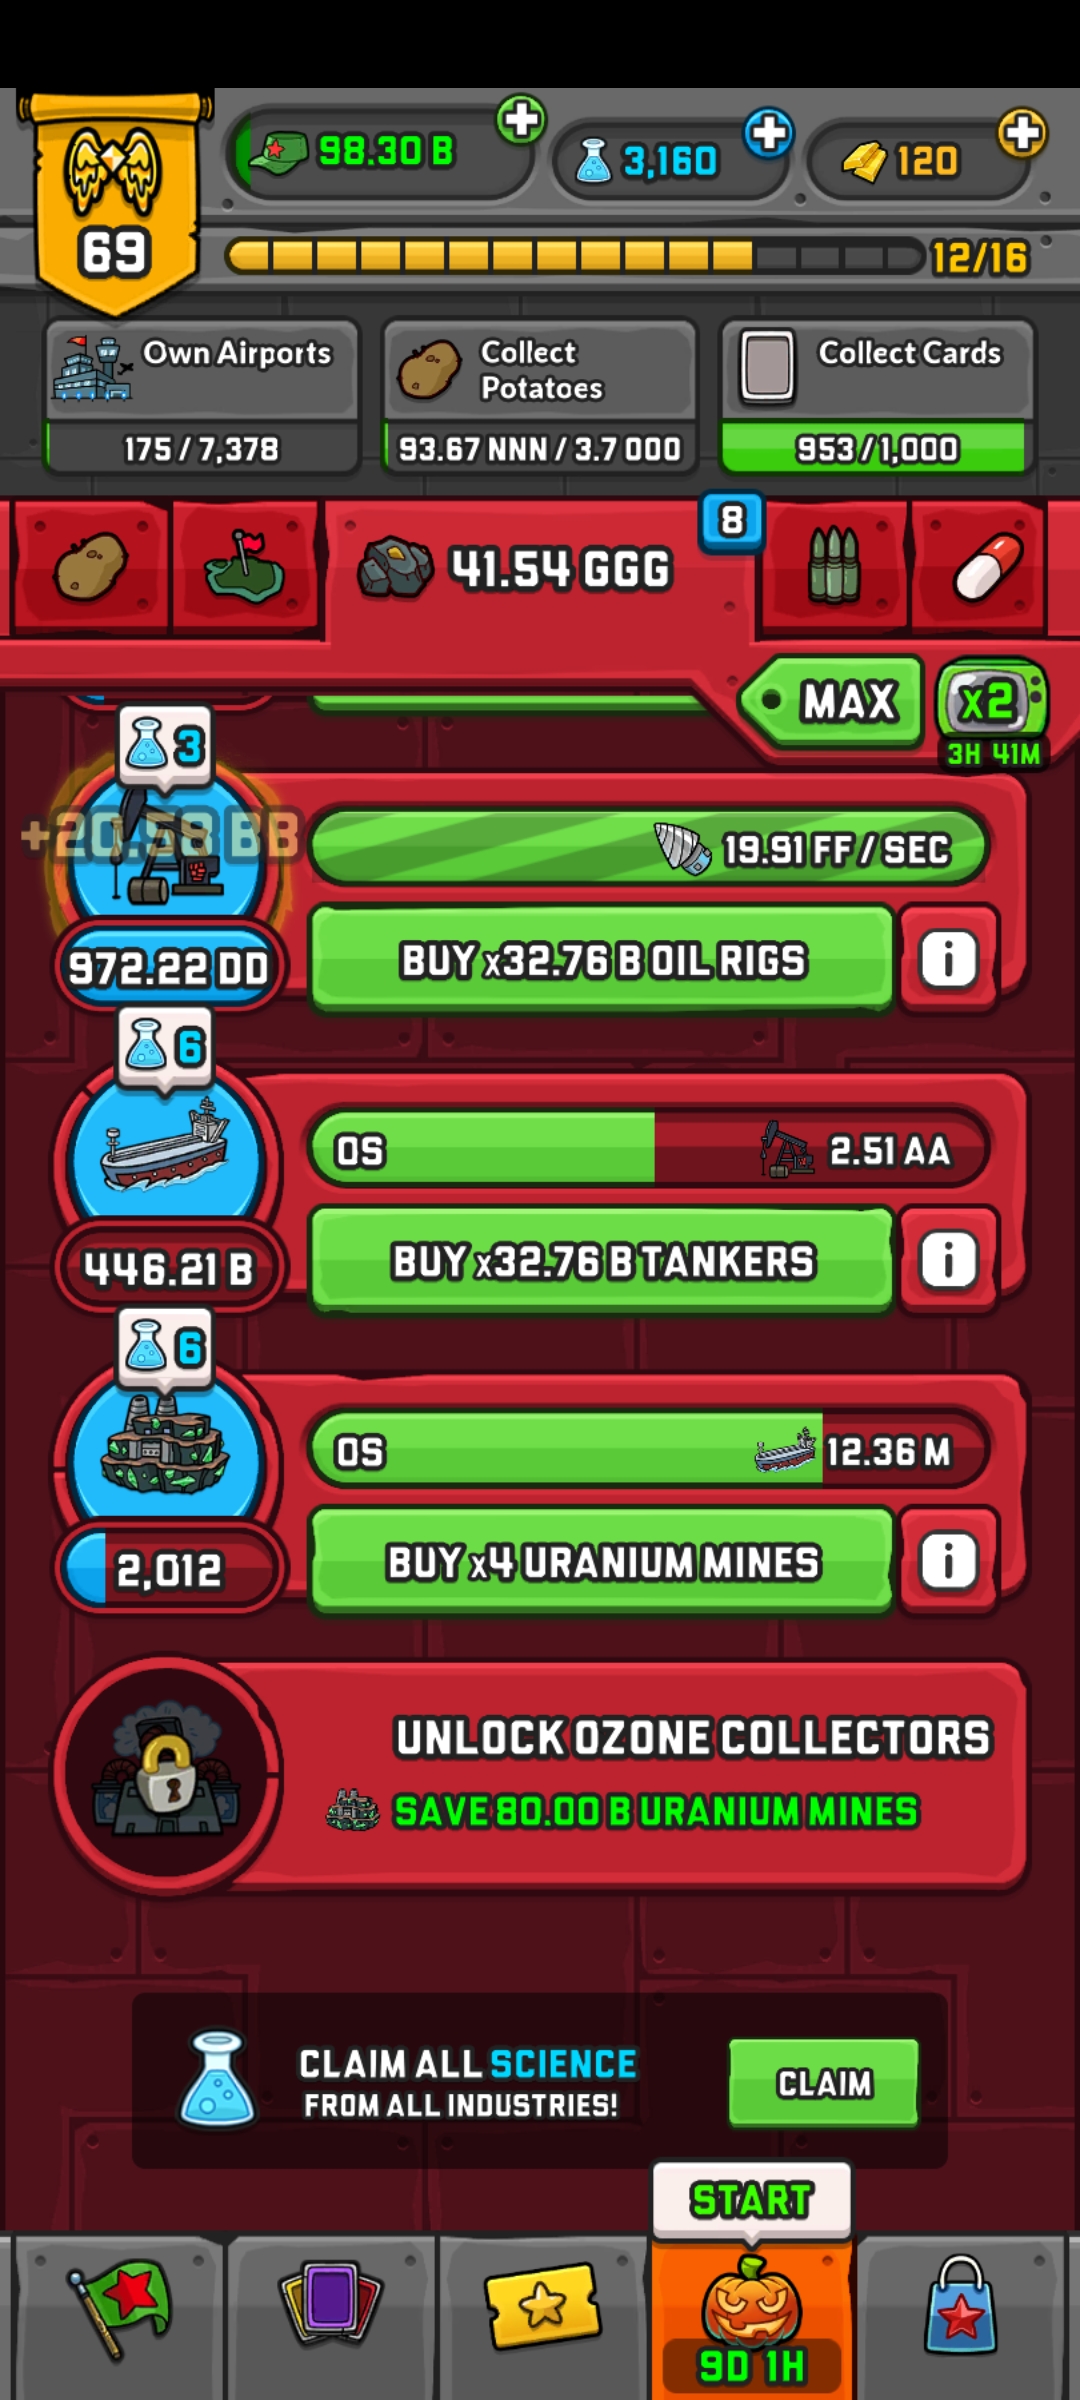 98.30 B
3,160
120
69
12/16
Own Airports
175 / 7,378
Collect
Potatoes
93.67 NNN / 3.7 OOO
Collect Cards
953 / 1,000
41.54 GGG
8
MAX
x2
3H 41M
3
+20.58 BB
19.91 FF / SEC
972.22 DD
BUY x32.76 B OIL RIGS
i
6
0S
2.51 AA
446.21 B
BUY x32.76 B TANKERS
i
6
0S
12.36 M
2,012
BUY x4 URANIUM MINES
i
UNLOCK OZONE COLLECTORS
SAVE 80.00 B URANIUM MINES
CLAIM ALL SCIENCE
FROM ALL INDUSTRIES!
CLAIM
START
9D 1H